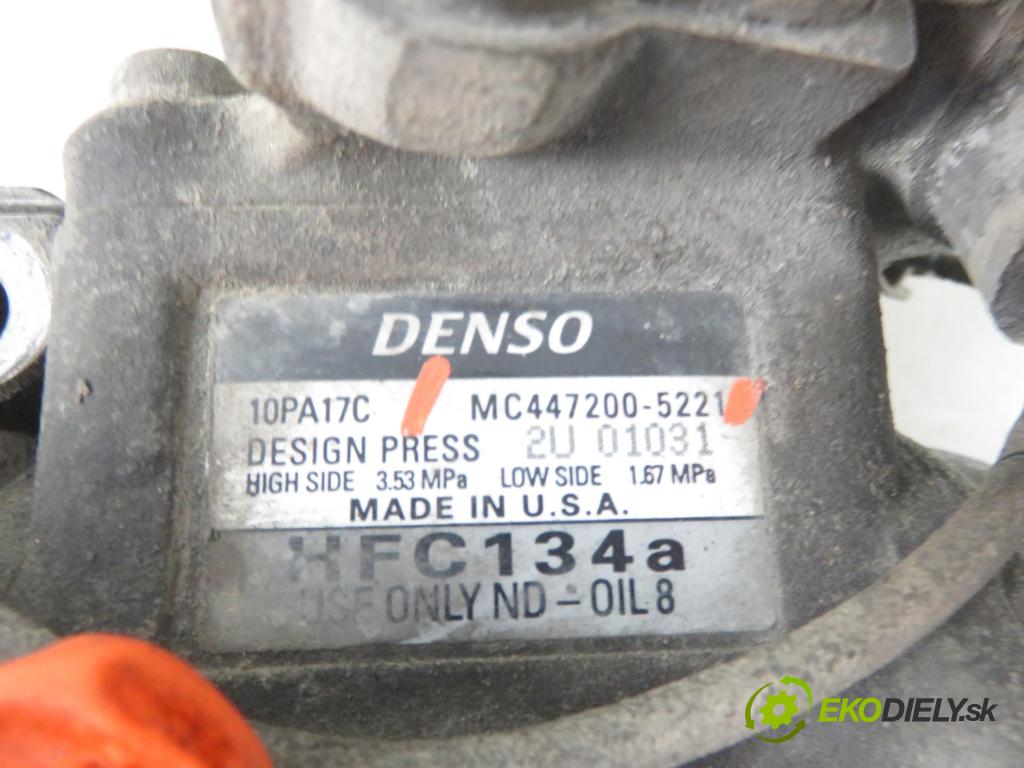 DENSO
10PA17C MC447200-5221
DESIGN PRESS 2U 01031
HIGH SIDE 3.53 MPa LOW SIDE 1.67 MPa
MADE IN U.S.A.
HFC134a
USE ONLY ND-OIL 8
EKODIELY.sk